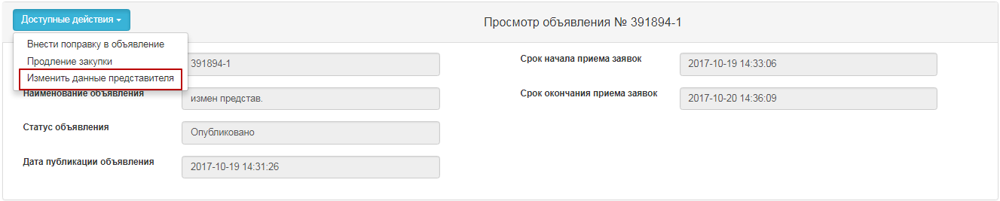 Доступные действия
Просмотр объявления № 391894-1
Внести поправку в объявление
Продление закупки
Изменить данные представителя
391894-1
Срок начала приема заявок
2017-10-19 14:33:06
Наименование объявления
измен представ.
Срок окончания приема заявок
2017-10-20 14:36:09
Статус объявления
Опубликовано
Дата публикации объявления
2017-10-19 14:31:26